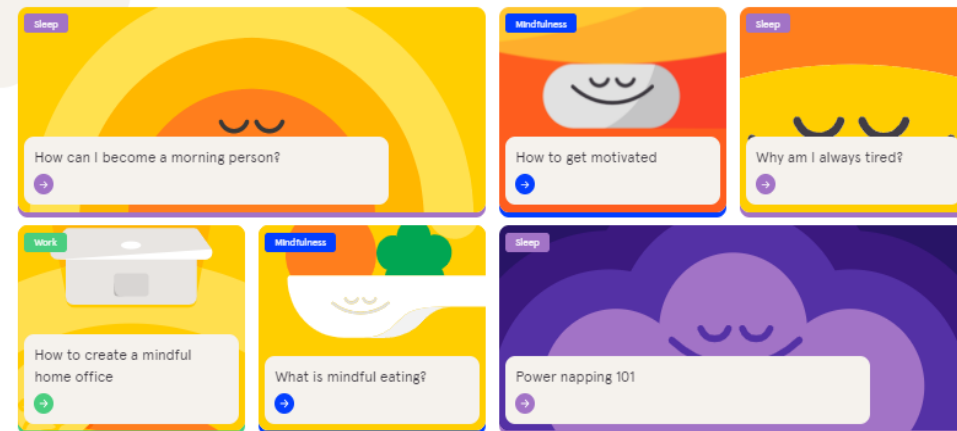 Sleep
How can I become a morning person?
Mindfulness
How to get motivated
Sleep
Why am I always tired?
Work
How to create a mindful
home office
Mindfulness
What is mindful eating?
Sleep
Power napping 101